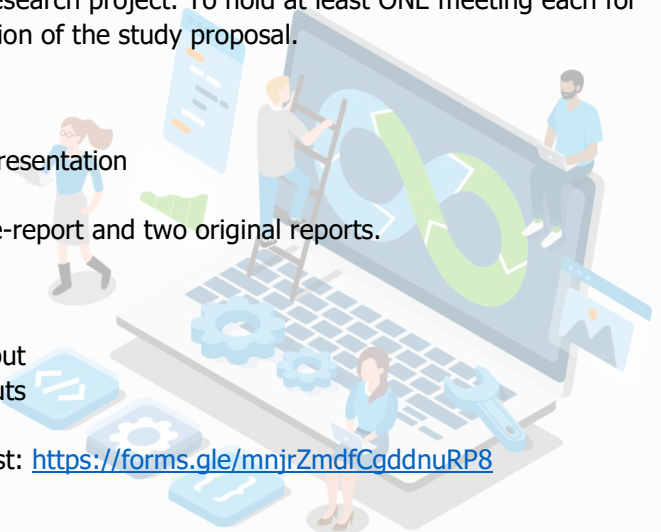 esearch project. To hold at least ONE meeting each for
ion of the study proposal.
resentation
e-report and two original reports.
out
uts
st: https://forms.gle/mnjrZmdfCgddnuRP8